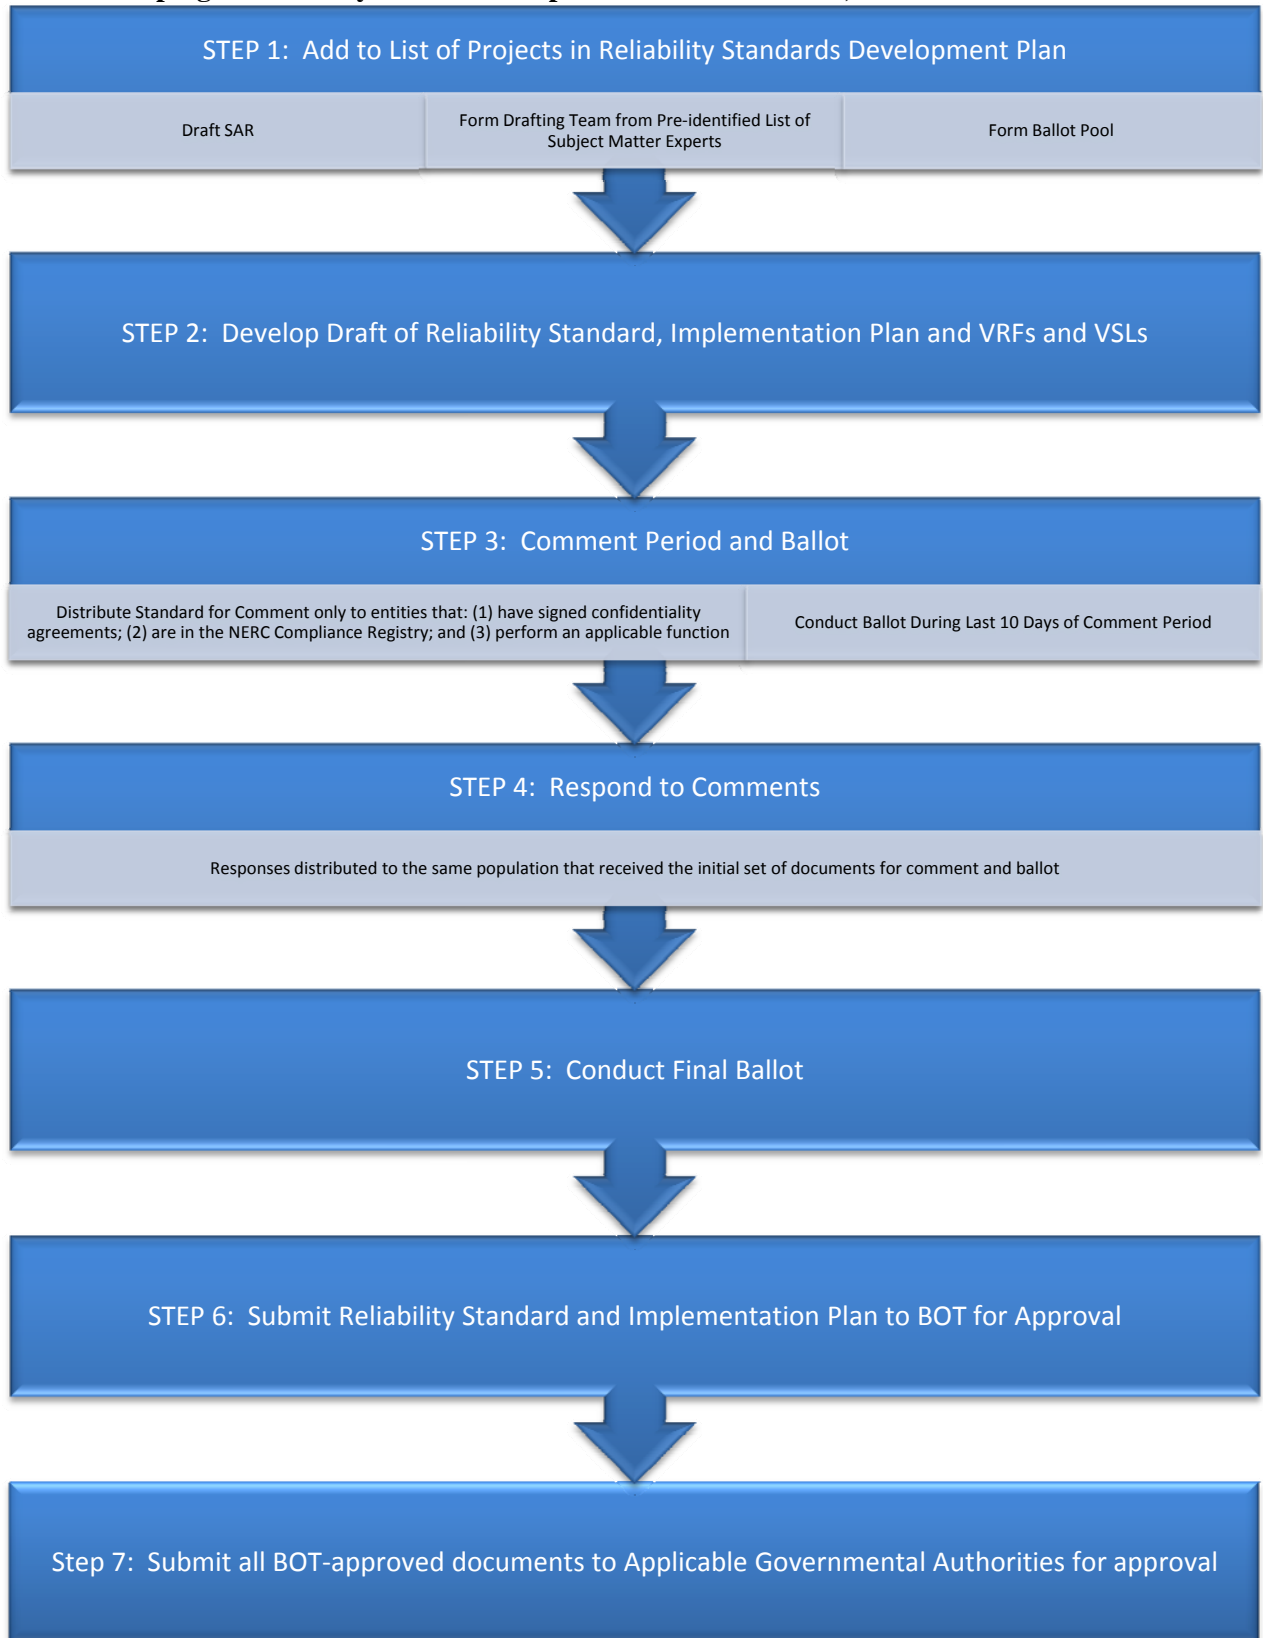 STEP 1: Add to List of Projects in Reliability Standards Development Plan
Draft SAR
Form Drafting Team from Pre-identified List of
Subject Matter Experts
Form Ballot Pool
STEP 2: Develop Draft of Reliability Standard, Implementation Plan and VRFs and VSLs
STEP 3: Comment Period and Ballot
Distribute Standard for Comment only to entities that: (1) have signed confidentiality
agreements; (2) are in the NERC Compliance Registry; and (3) perform an applicable function
Conduct Ballot During Last 10 Days of Comment Period
STEP 4: Respond to Comments
Responses distributed to the same population that received the initial set of documents for comment and ballot
STEP 5: Conduct Final Ballot
STEP 6: Submit Reliability Standard and Implementation Plan to BOT for Approval
Step 7: Submit all BOT-approved documents to Applicable Governmental Authorities for approval